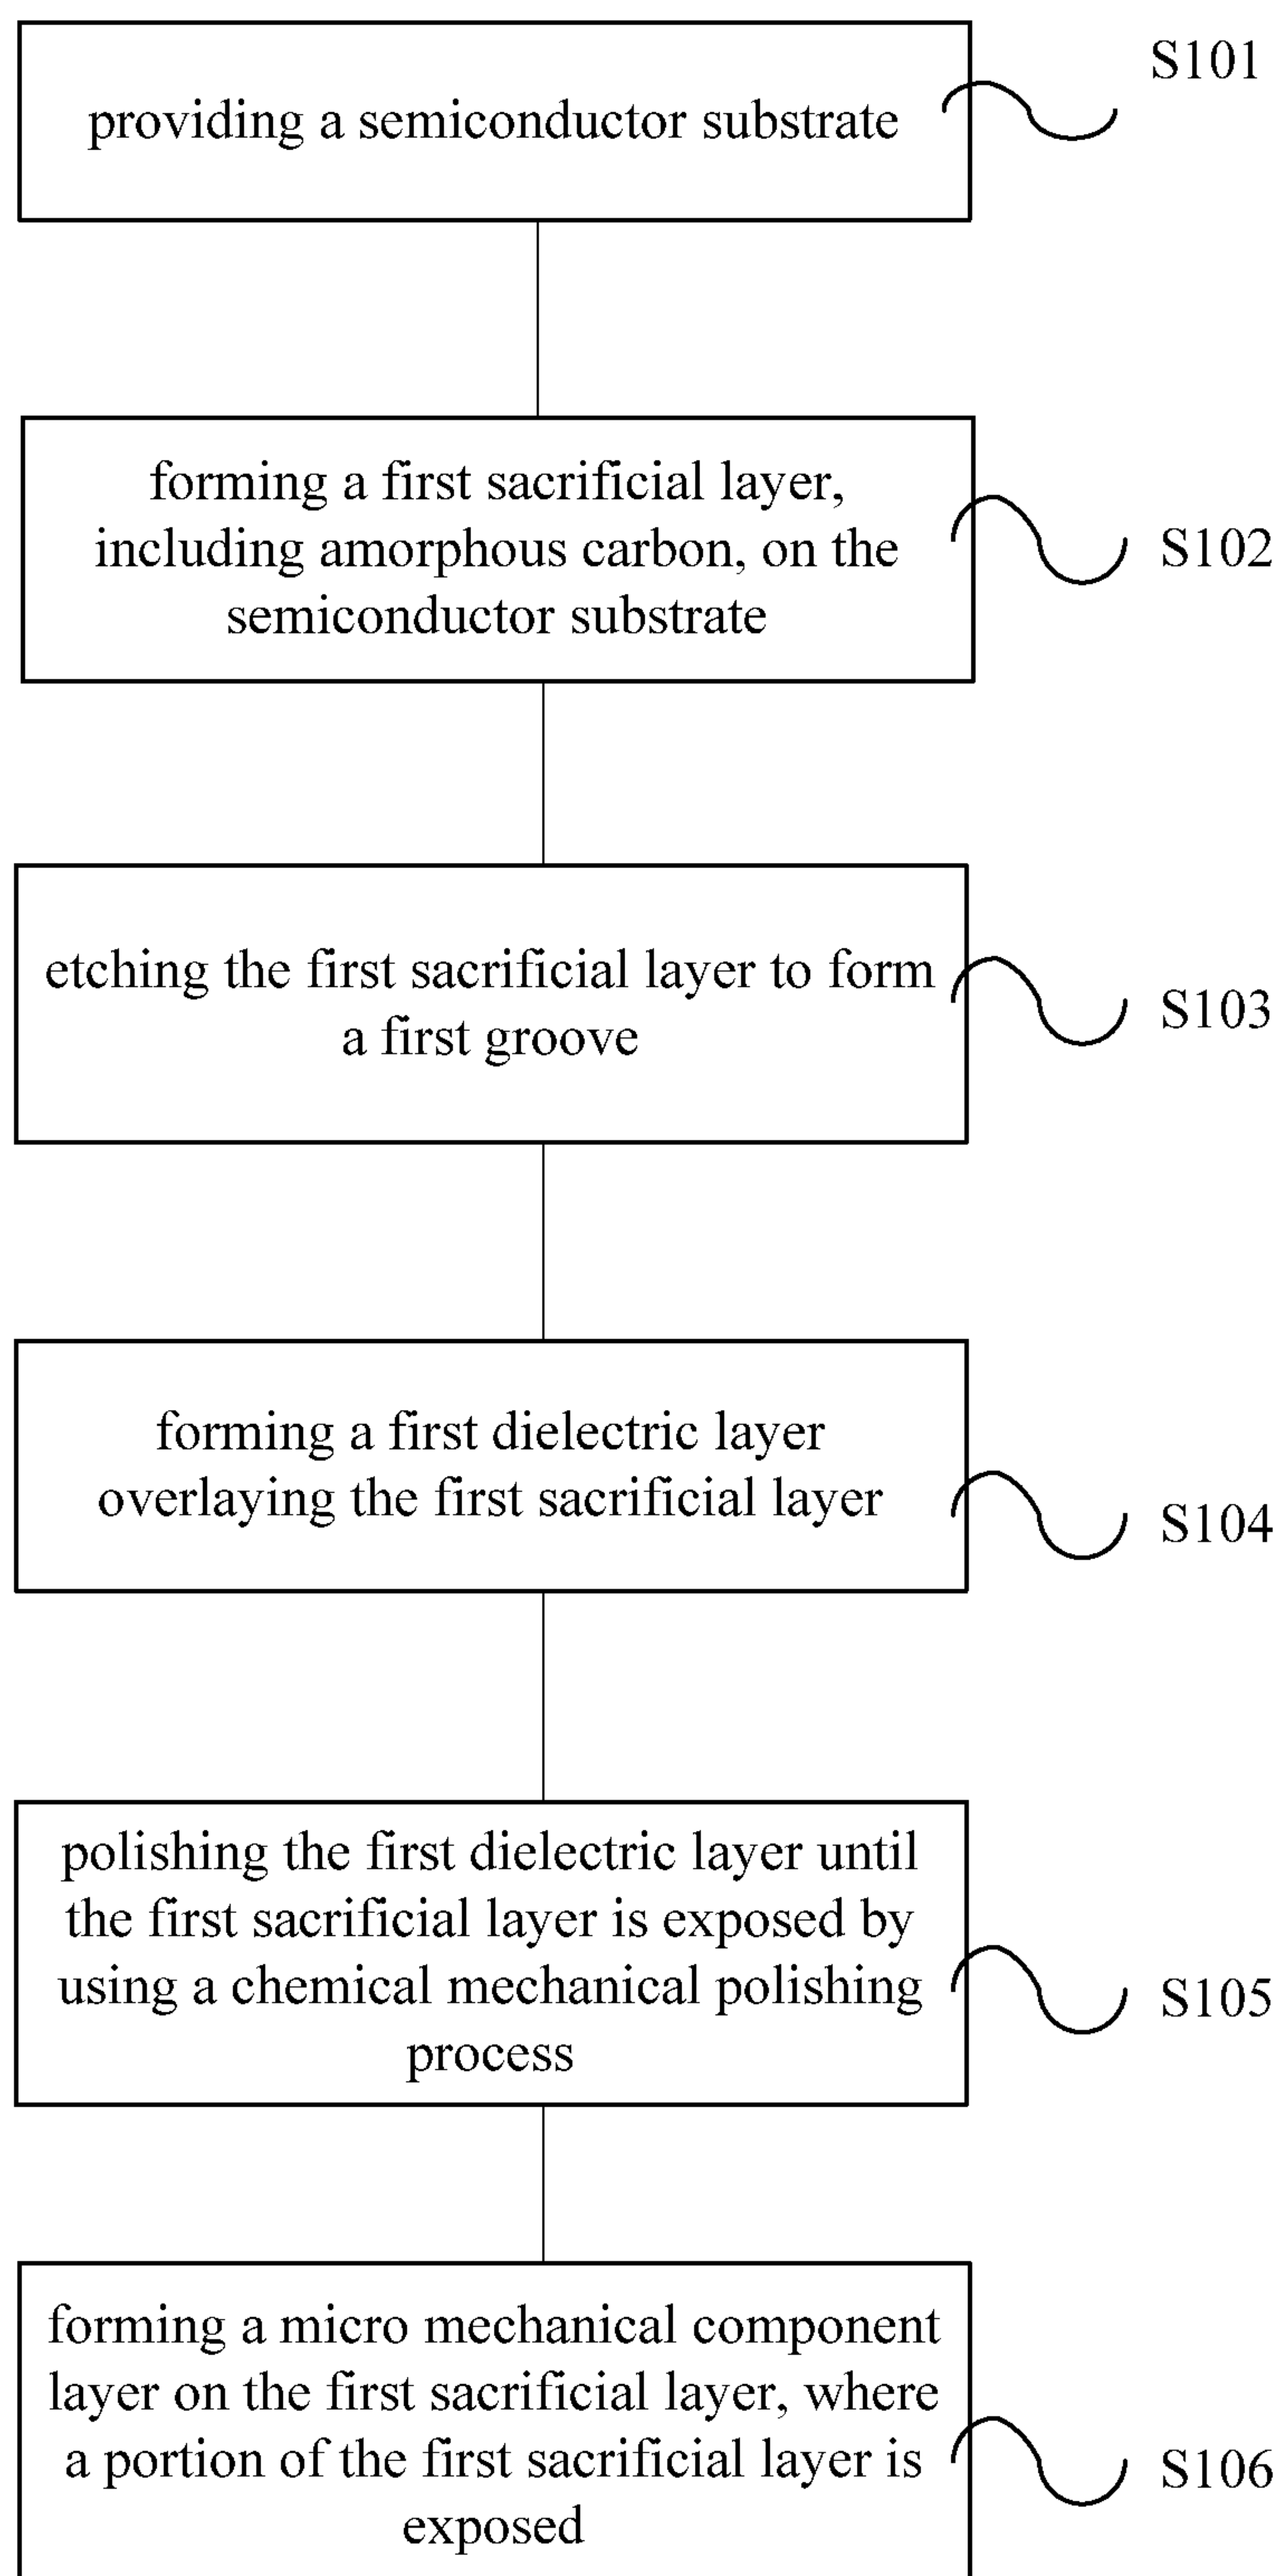 providing a semiconductor substrate
S101
forming a first sacrificial layer,
including amorphous carbon, on the
semiconductor substrate
S102
etching the first sacrificial layer to form
a first groove
S103
forming a first dielectric layer
overlaying the first sacrificial layer
S104
polishing the first dielectric layer until
the first sacrificial layer is exposed by
using a chemical mechanical polishing
process
S105
forming a micro mechanical component
layer on the first sacrificial layer, where
a portion of the first sacrificial layer is
exposed
S106